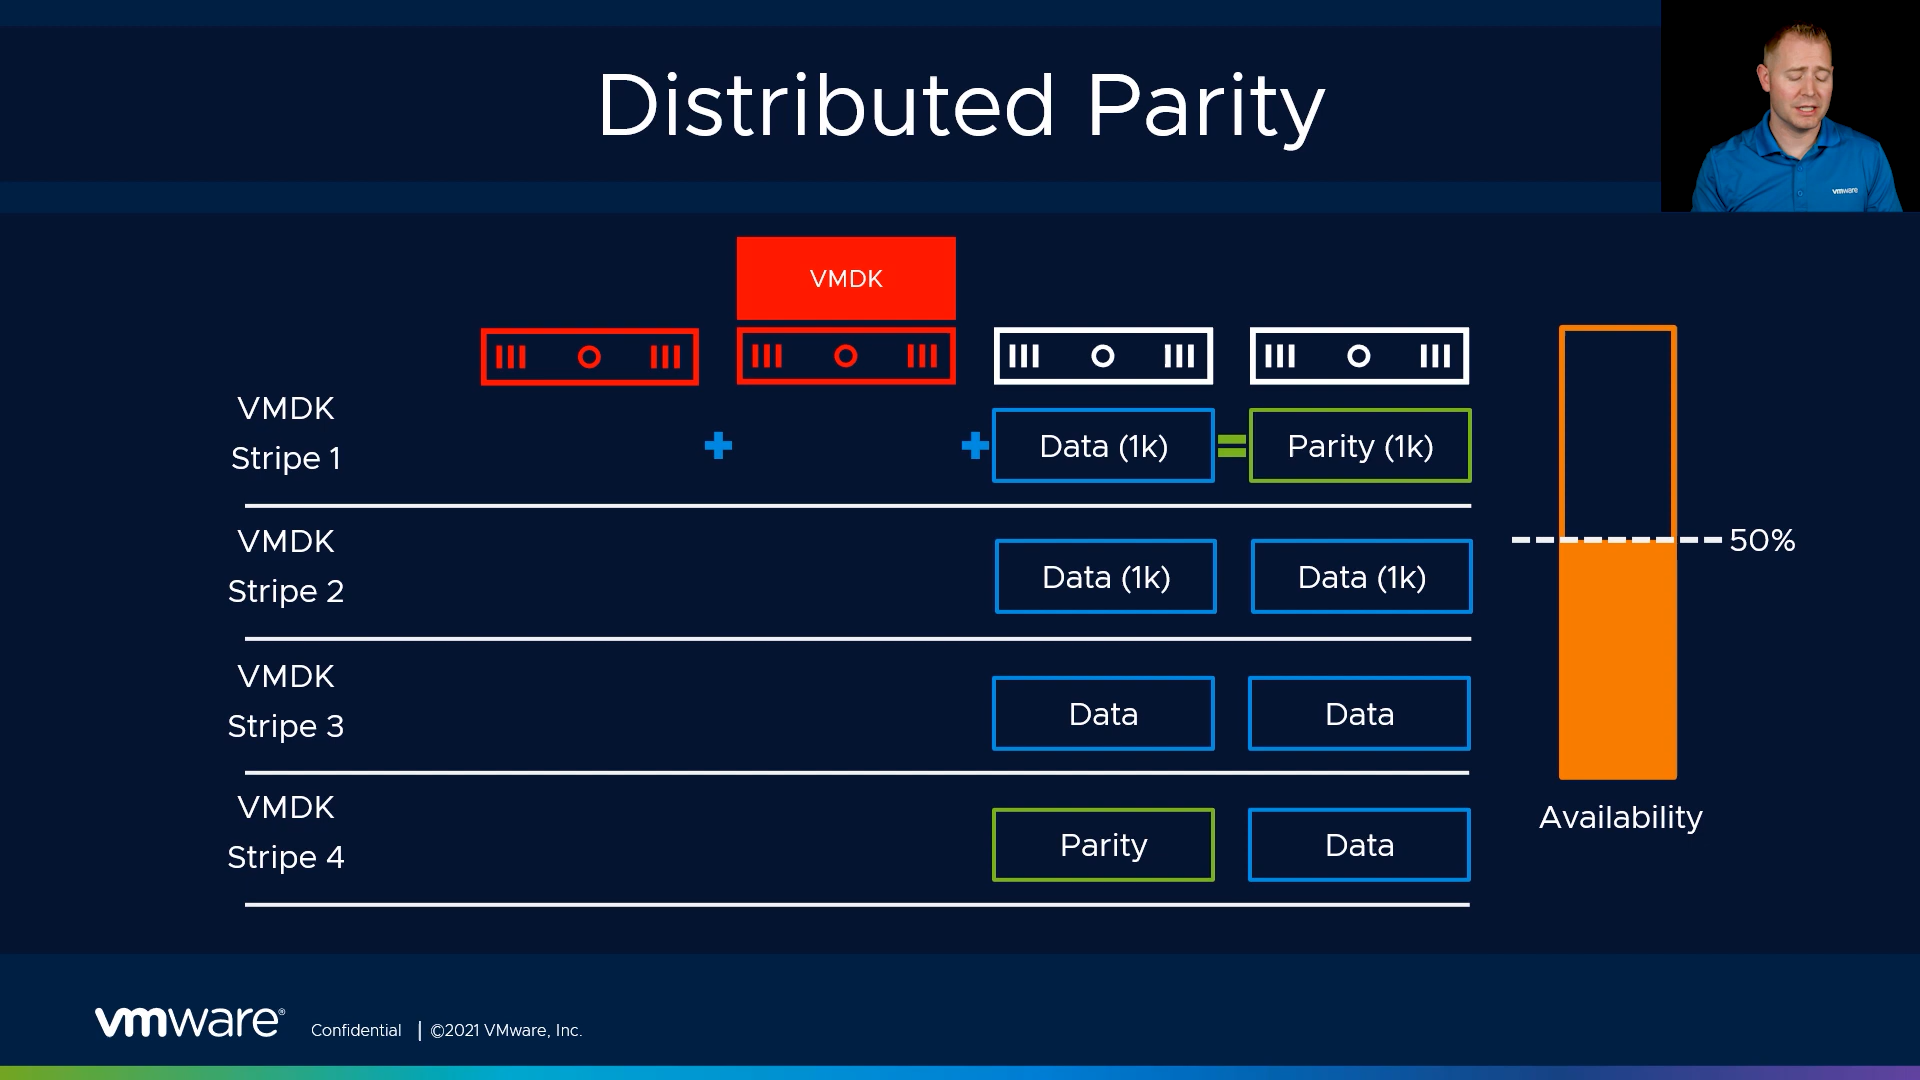 Distributed Parity
vmware
VMDK
VMDK
Stripe 1
Data (1k)
Parity (1k)
VMDK
Stripe 2
Data (1k)
Data (1k)
50%
VMDK
Stripe 3
Data
Data
VMDK
Stripe 4
Parity
Data
Availability
vmware® Confidential | ©2021 VMware, Inc.